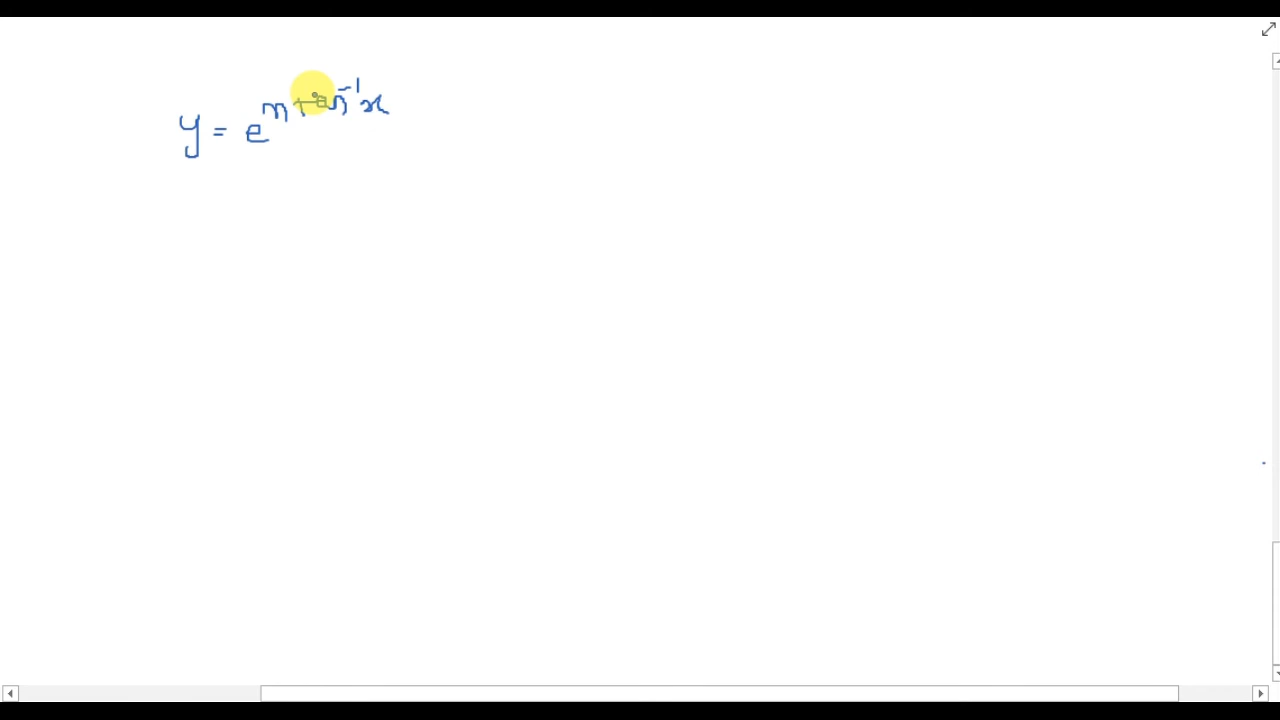 y = e^{m tan^{-1} x}